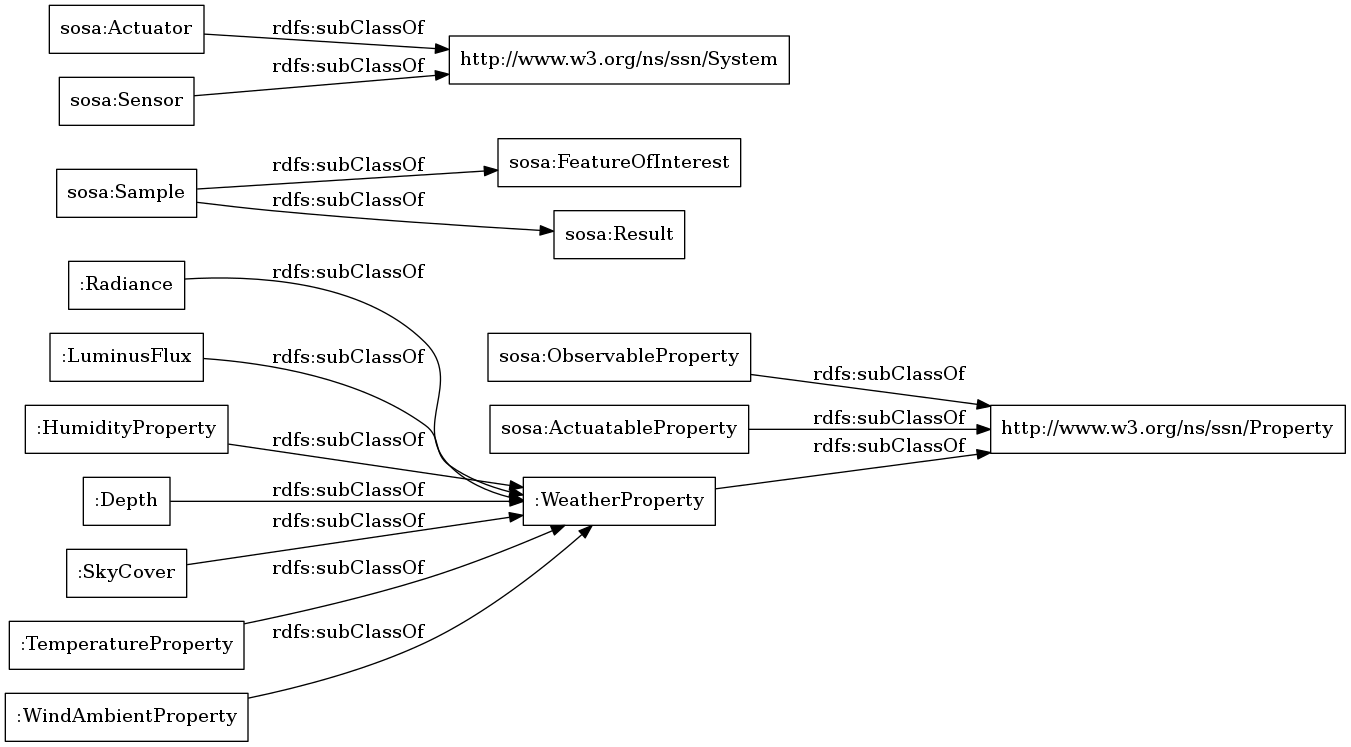 sosa:Actuator
rdfs:subClassOf
http://www.w3.org/ns/ssn/System
rdfs:subClassOf
sosa:Sensor
sosa:FeatureOfInterest
rdfs:subClassOf
sosa:Sample
rdfs:subClassOf
sosa:Result
rdfs:subClassOf
:Radiance
rdfs:subClassOf
:LuminusFlux
sosa:ObservableProperty
rdfs:subClassOf
rdfs:subClassOf
:HumidityProperty
sosa:ActuatableProperty
http://www.w3.org/ns/ssn/Property
rdfs:subClassOf
rdfs:subClassOf
rdfs:subClassOf
:Depth
:WeatherProperty
rdfs:subClassOf
:SkyCover
rdfs:subClassOf
:TemperatureProperty
rdfs:subClassOf
:WindAmbientProperty